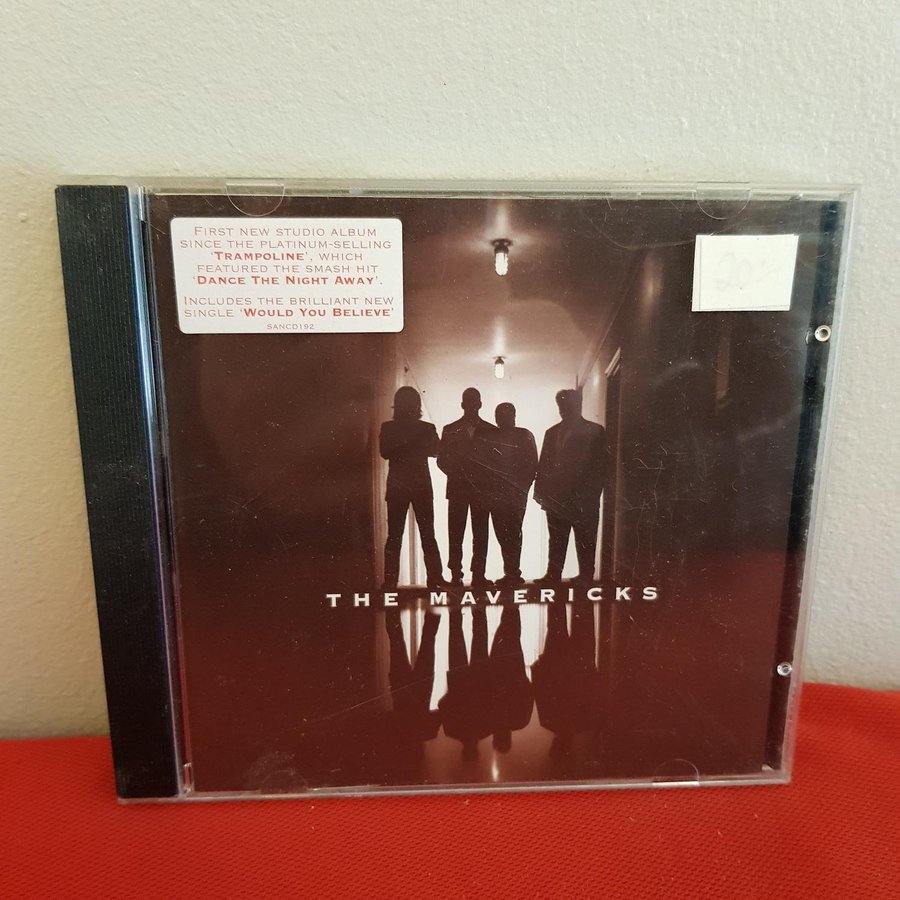 FIRST NEW STUDIO ALBUM
SINCE THE PLATINUM-SELLING
'TRAMPOLINE', WHICH
FEATURED THE SMASH HIT
'DANCE THE NIGHT AWAY'.
INCLUDES THE BRILLIANT NEW
SINGLE 'WOULD YOU BELIEVE'
SANCD192
THE MAVERICKS